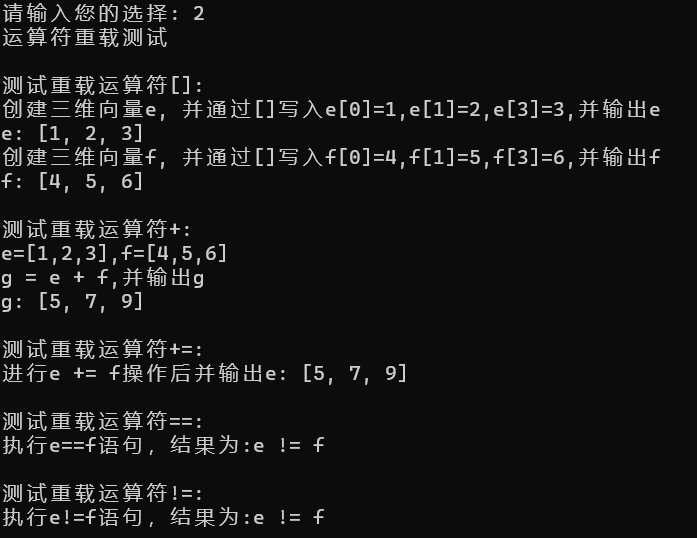 请输入您的选择: 2
运算符重载测试
测试重载运算符[]:
创建三维向量e, 并通过[]写入e[0]=1,e[1]=2,e[3]=3,并输出e
e: [1, 2, 3]
创建三维向量f, 并通过[]写入f[0]=4,f[1]=5,f[3]=6,并输出f
f: [4, 5, 6]
测试重载运算符+:
e=[1,2,3],f=[4,5,6]
g = e + f,并输出g
g: [5, 7, 9]
测试重载运算符+=:
进行e += f操作后并输出e: [5, 7, 9]
测试重载运算符==:
执行e==f语句, 结果为:e != f
测试重载运算符!=:
执行e!=f语句, 结果为:e != f